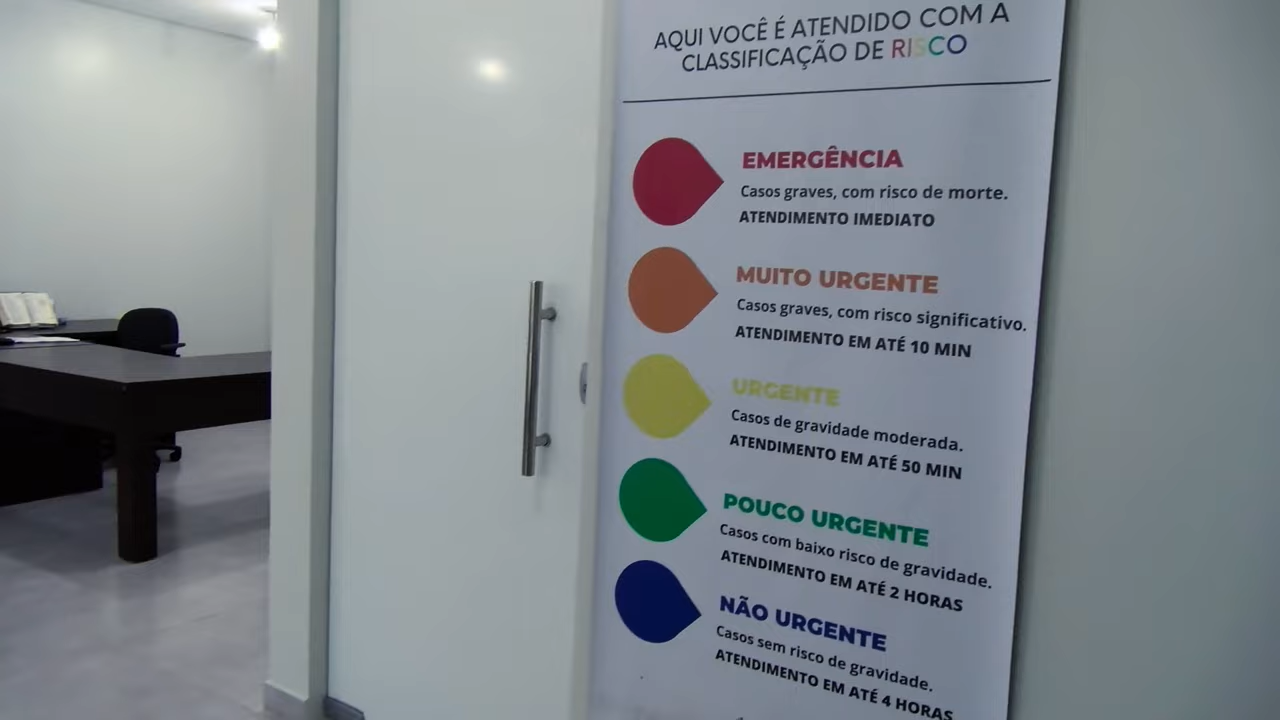 AQUI VOCÊ É ATENDIDO COM A
CLASSIFICAÇÃO DE RISCO
EMERGÊNCIA
Casos graves, com risco de morte.
ATENDIMENTO IMEDIATO
MUITO URGENTE
Casos graves, com risco significativo.
ATENDIMENTO EM ATÉ 10 MIN
URGENTE
Casos de gravidade moderada.
ATENDIMENTO EM ATÉ 50 MIN
POUCO URGENTE
Casos com baixo risco de gravidade.
ATENDIMENTO EM ATÉ 2 HORAS
NÃO URGENTE
Casos sem risco de gravidade.
ATENDIMENTO EM ATÉ 4 HORAS